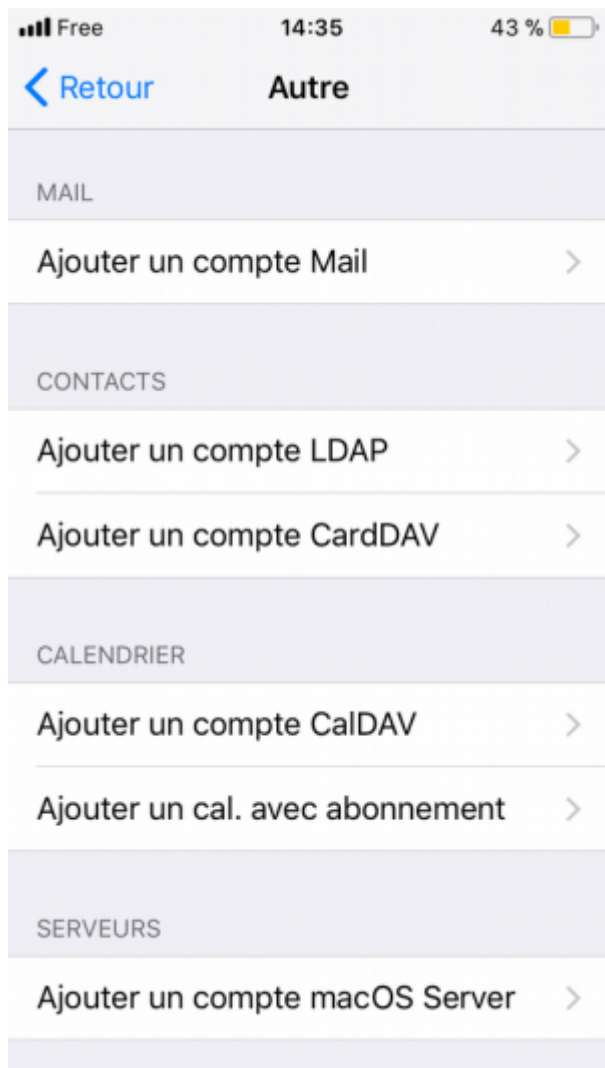 Free 14:35 43 %
Retour Autre
MAIL
Ajouter un compte Mail
CONTACTS
Ajouter un compte LDAP
Ajouter un compte CardDAV
CALENDRIER
Ajouter un compte CalDAV
Ajouter un cal. avec abonnement
SERVEURS
Ajouter un compte macOS Server